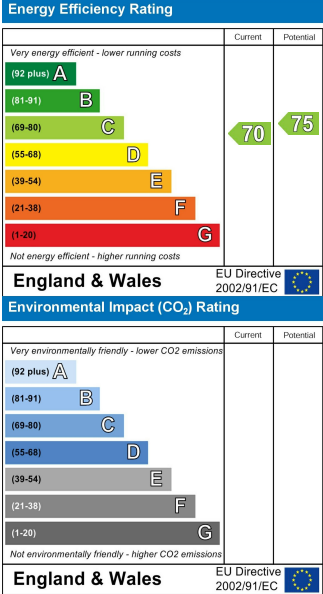 Energy Efficiency Rating
Current Potential
Very energy efficient - lower running costs
(92 plus) A
(81-91) B
(69-80) C
(55-68) D
(39-54) E
(21-38) F
(1-20) G
70 75
Not energy efficient - higher running costs
England & Wales
EU Directive
2002/91/EC
Environmental Impact (CO₂) Rating
Current Potential
Very environmentally friendly - lower CO2 emissions
(92 plus) A
(81-91) B
(69-80) C
(55-68) D
(39-54) E
(21-38) F
(1-20) G
Not environmentally friendly - higher CO2 emissions
England & Wales
EU Directive
2002/91/EC